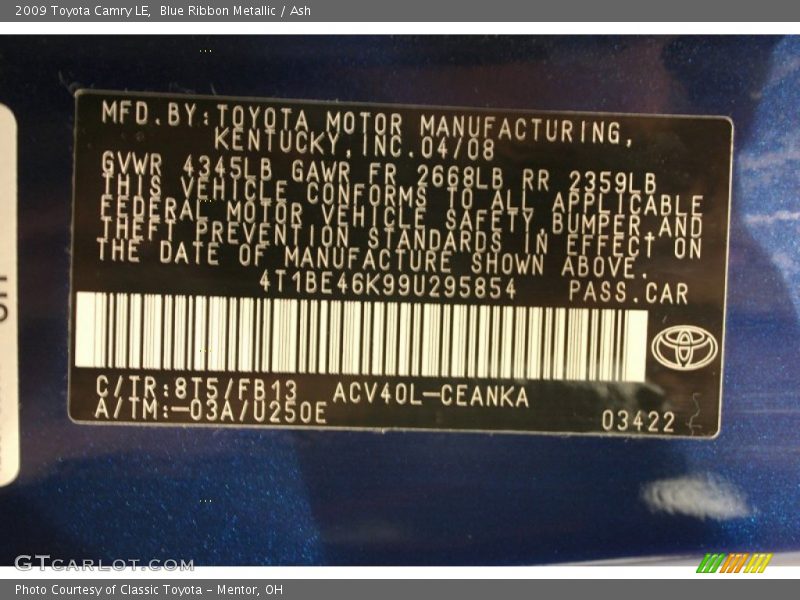 2009 Toyota Camry LE,  Blue Ribbon Metallic / Ash
MFD.BY:TOYOTA MOTOR MANUFACTURING,
KENTUCKY,INC.04/08
GVWR 4345LB GAWR FR 2668LB RR 2359LB
THIS VEHICLE CONFORMS TO ALL APPLICABLE
FEDERAL MOTOR VEHICLE SAFETY,BUMPER,AND
THEFT PREVENTION STANDARDS IN EFFECT ON
THE DATE OF MANUFACTURE SHOWN ABOVE.
4T1BE46K99U295854 PASS.CAR
C/TR:8T5/FB13 ACV40L-CEANKA
A/TM:-03A/U250E
03422
GTCARLOT.COM
Photo Courtesy of Classic Toyota - Mentor, OH